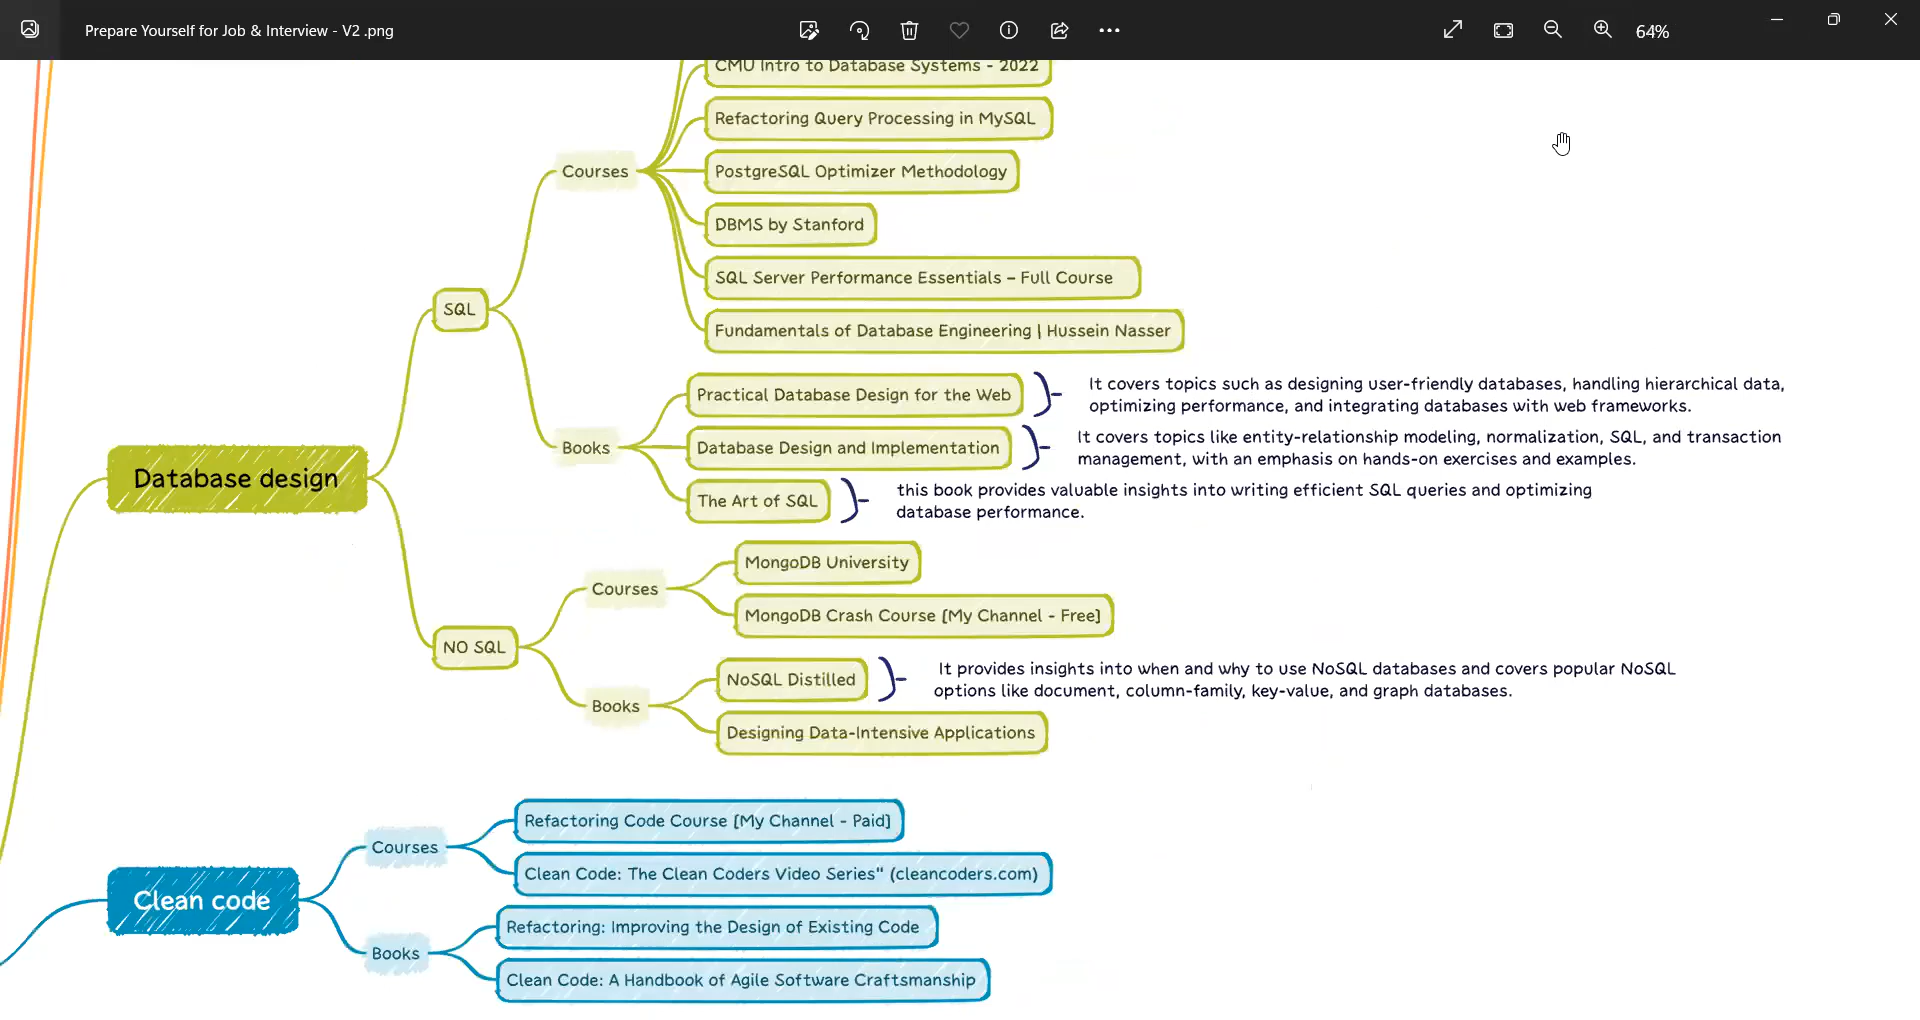 Prepare Yourself for Job & Interview - V2 .png
64%
CMU Intro to Database Systems - 2022
Refactoring Query Processing in MySQL
Courses
PostgreSQL Optimizer Methodology
DBMS by Stanford
SQL Server Performance Essentials – Full Course
SQL
Fundamentals of Database Engineering | Hussein Nasser
Practical Database Design for the Web
It covers topics such as designing user-friendly databases, handling hierarchical data,
optimizing performance, and integrating databases with web frameworks.
Books
Database Design and Implementation
It covers topics like entity-relationship modeling, normalization, SQL, and transaction
management, with an emphasis on hands-on exercises and examples.
Database design
The Art of SQL
this book provides valuable insights into writing efficient SQL queries and optimizing
database performance.
MongoDB University
Courses
MongoDB Crash Course [My Channel - Free]
NO SQL
NoSQL Distilled
It provides insights into when and why to use NoSQL databases and covers popular NoSQL
options like document, column-family, key-value, and graph databases.
Books
Designing Data-Intensive Applications
Refactoring Code Course [My Channel - Paid]
Courses
Clean Code: The Clean Coders Video Series" (cleancoders.com)
Clean code
Refactoring: Improving the Design of Existing Code
Books
Clean Code: A Handbook of Agile Software Craftsmanship